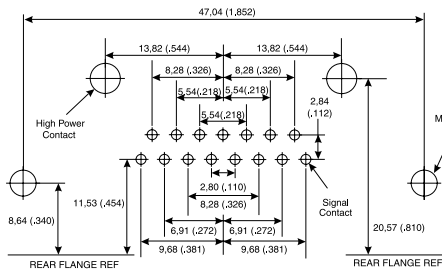 47,04 (1,852)
13,82 (.544)
13,82 (.544)
8,28 (.326)
8,28 (.326)
5,54(.218)
5,54(.218)
5,54(.218)
2,84
(.112)
High Power
Contact
M
2,80 (.110)
8,28 (.326)
Signal
Contact
11,53 (.454)
8,64 (.340)
6,91 (.272)
6,91 (.272)
20,57 (.810)
9,68 (.381)
9,68 (.381)
REAR FLANGE REF
REAR FLANGE REF